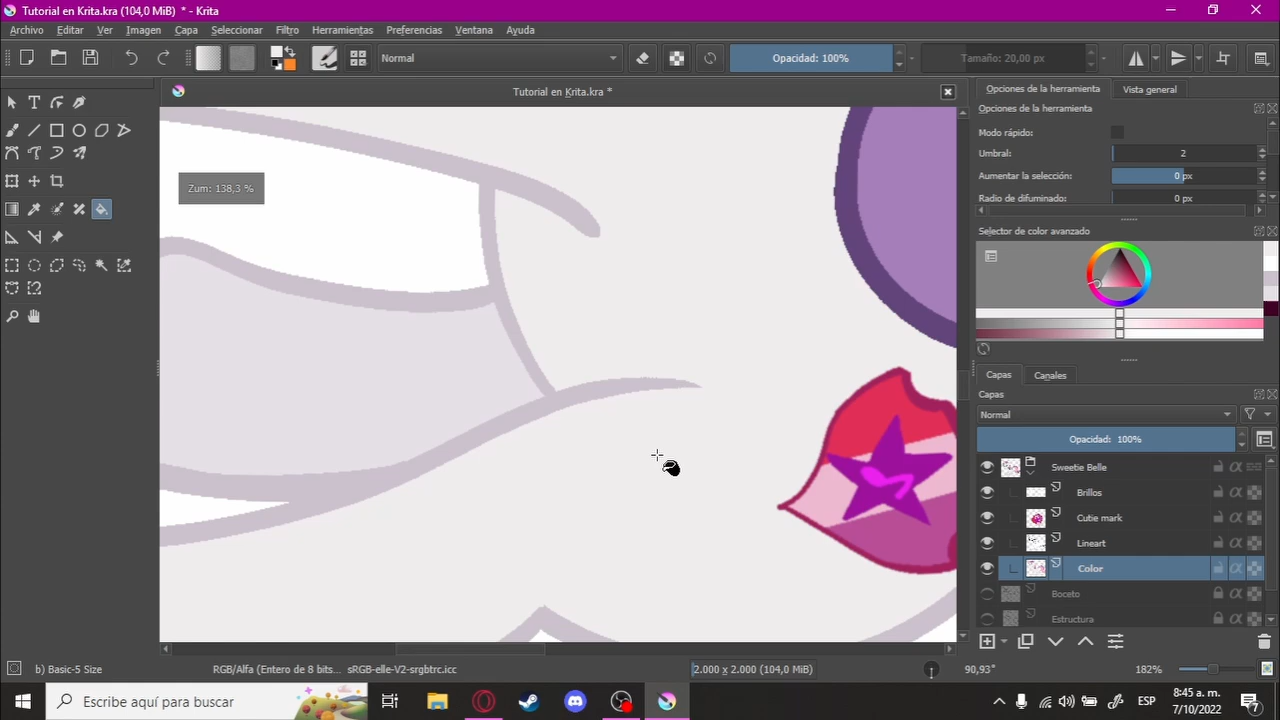 Tutorial en Krita.kra (104,0 MiB) * - Krita
Archivo Editar Ver Imagen Capa Seleccionar Filtro Herramientas Preferencias Ventana Ayuda
Normal
Opacidad: 100%
Tamaño: 20,00 px
Tutorial en Krita.kra *
Opciones de la herramienta
Vista general
Opciones de la herramienta
Modo rápido:
Umbral: 2
Aumentar la selección: 0 px
Radio de difuminado: 0 px
Zum: 138,3 %
Selector de color avanzado
Capas Canales
Capas
Normal
Opacidad: 100%
Sweetie Belle
Brillos
Cutie mark
Lineart
Color
Boceto
Estructura
b) Basic-5 Size
RGB/Alfa (Entero de 8 bits... sRGB-elle-V2-srgbtrc.icc
2.000 x 2.000 (104,0 MiB)
90,93°
182%
Escribe aquí para buscar
ESP
8:45 a. m.
7/10/2022
7